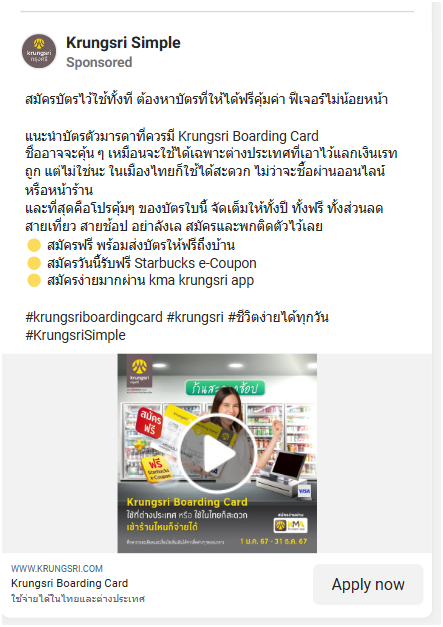 Krungsri Simple
Sponsored
krungsri
กรุงศรี
สมัครบัตรไว้ใช้ทั้งที ต้องหาบัตรที่ให้ได้ฟรีคุ้มค่า ฟีเจอร์ไม่น้อยหน้า
แนะนำบัตรตัวมารดาที่ควรมี Krungsri Boarding Card
ชื่ออาจจะคุ้น ๆ เหมือนจะใช้ได้เฉพาะต่างประเทศที่เอาไว้แลกเงินเรท
ถูก แต่ไม่ใช่นะ ในเมืองไทยก็ใช้ได้สะดวก ไม่ว่าจะซื้อผ่านออนไลน์
หรือหน้าร้าน
และที่สุดคือโปรคุ้มๆ ของบัตรใบนี้ จัดเต็มให้ทั้งปี ทั้งฟรี ทั้งส่วนลด
สายเที่ยว สายช้อป อย่าลังเล สมัครและพกติดตัวไว้เลย
สมัครฟรี พร้อมส่งบัตรให้ฟรีถึงบ้าน
สมัครวันนี้รับฟรี Starbucks e-Coupon
สมัครง่ายมากผ่าน kma krungsri app
#krungsriboardingcard #krungsri #ชีวิตง่ายได้ทุกวัน
#KrungsriSimple
krungsri
กรุงศรี
ร้านสะดวกช้อป
สมัคร
ฟรี
ฟรี
Starbucks
e-Coupon
VISA
Krungsri Boarding Card
ใช้ที่ต่างประเทศ หรือ ใช้ในไทยก็สะดวก
เข้าร้านไหนก็จ่ายได้
สมัครผ่าน
KMA
1 ม.ค. 67 - 31 ธ.ค. 67
WWW.KRUNGSRI.COM
Krungsri Boarding Card
ใช้จ่ายได้ในไทยและต่างประเทศ
Apply now